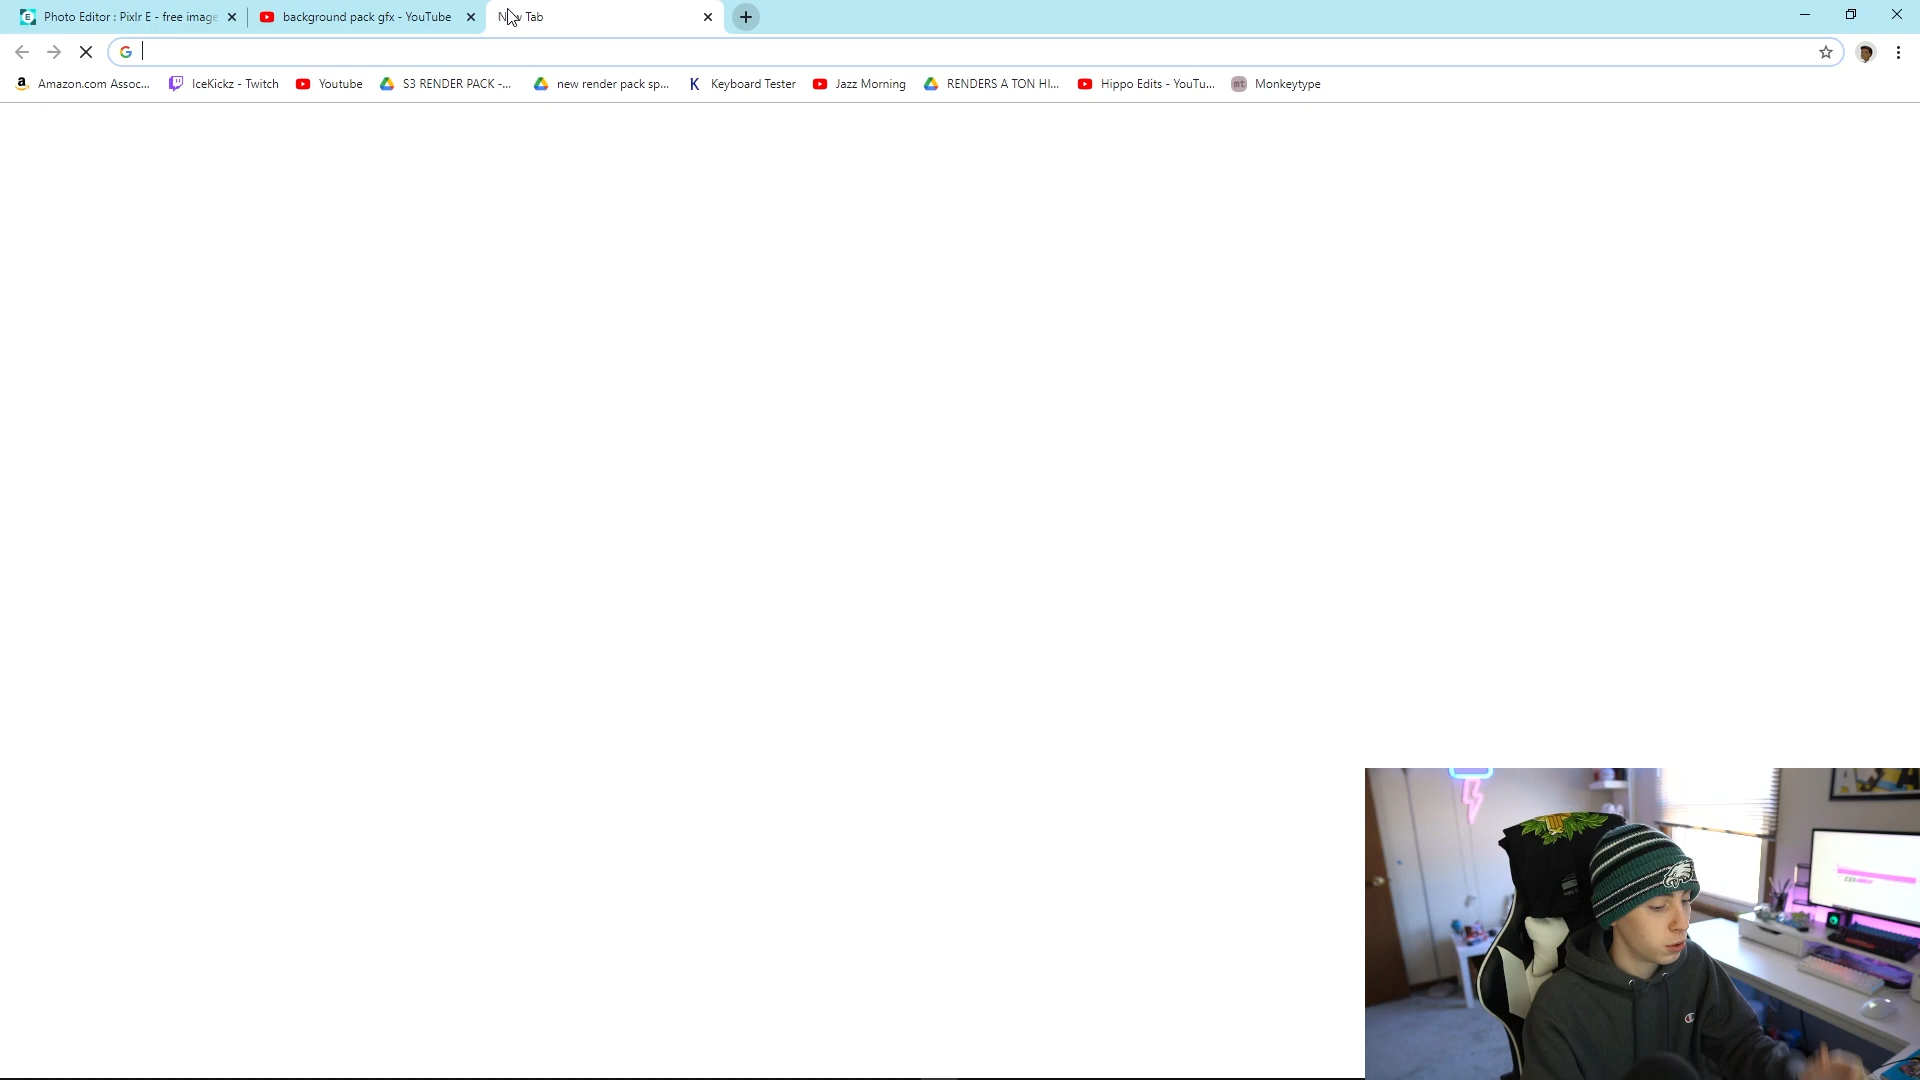 Photo Editor : Pixlr E - free image
background pack gfx - YouTube
New Tab
Amazon.com Assoc...
IceKickz - Twitch
Youtube
S3 RENDER PACK -...
new render pack sp...
Keyboard Tester
Jazz Morning
RENDERS A TON HI...
Hippo Edits - YouTu...
mt
Monkeytype